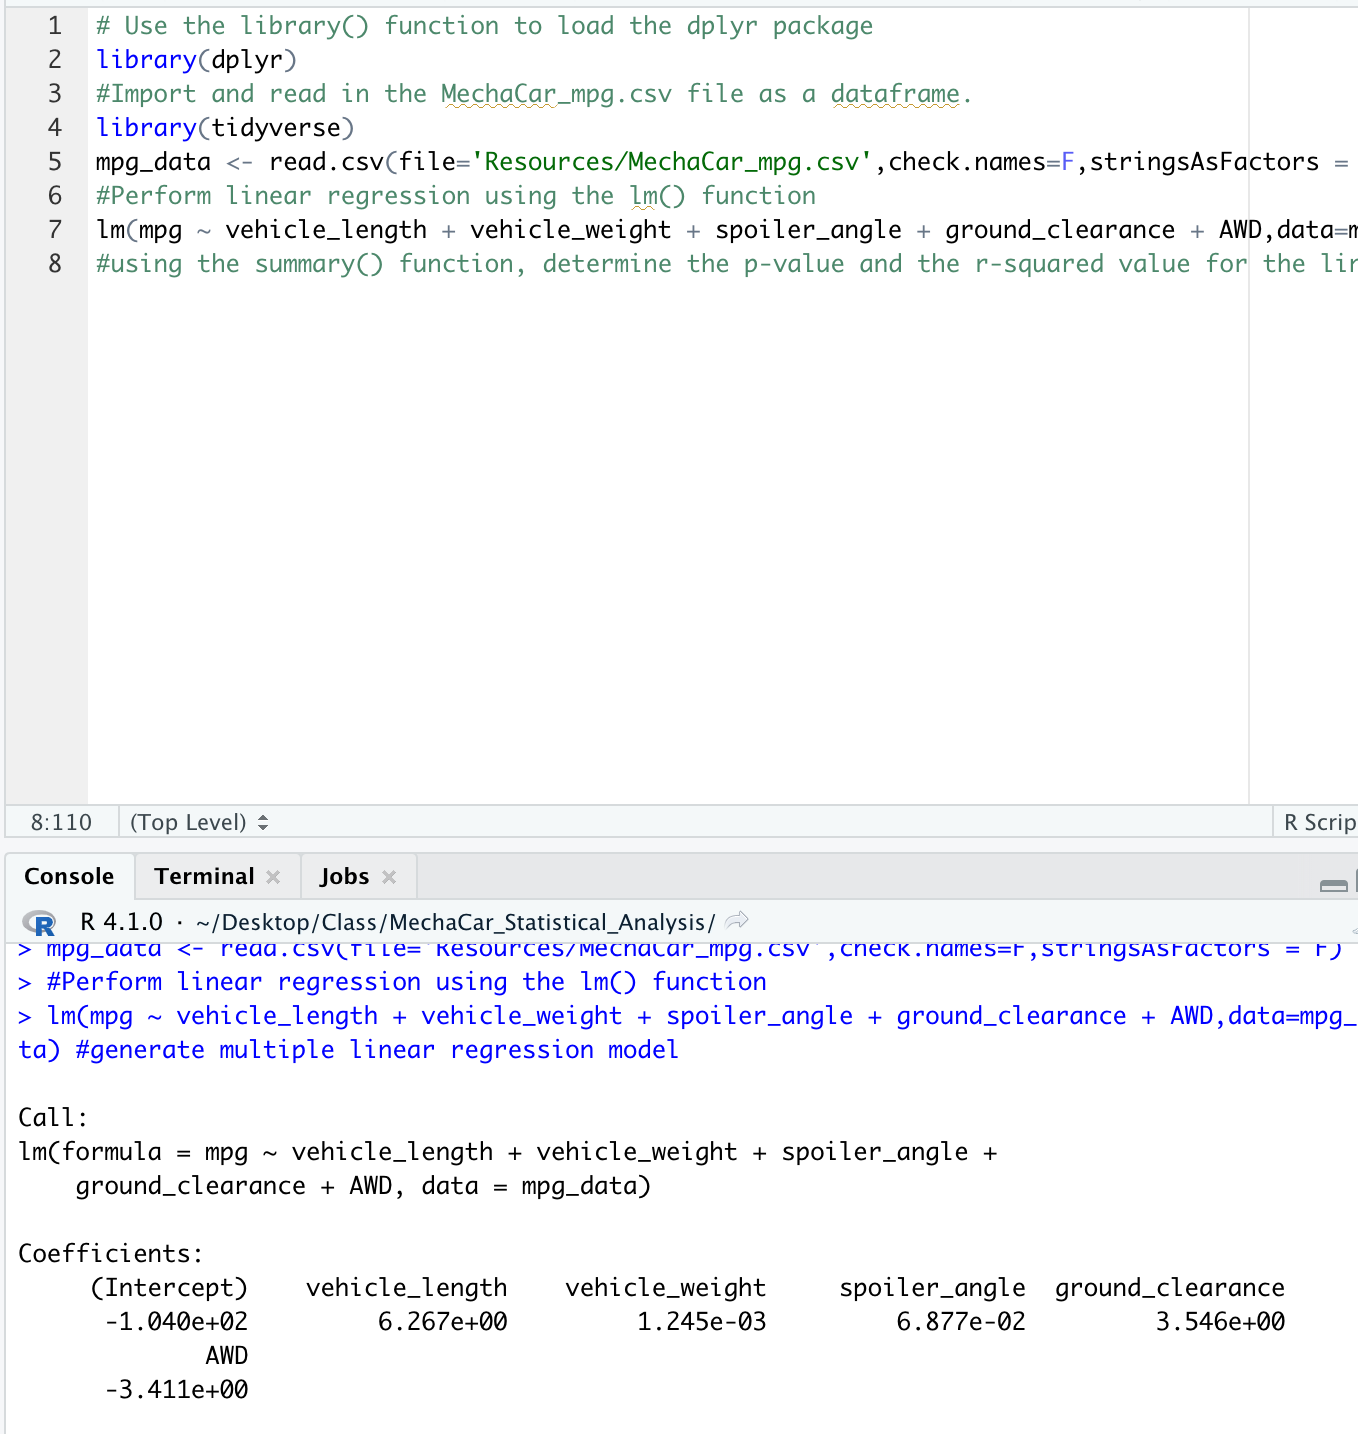 1 # Use the library() function to load the dplyr package
2 library(dplyr)
3 #Import and read in the MechaCar_mpg.csv file as a dataframe.
4 library(tidyverse)
5 mpg_data <- read.csv(file='Resources/MechaCar_mpg.csv',check.names=F,stringsAsFactors =
6 #Perform linear regression using the lm() function
7 lm(mpg ~ vehicle_length + vehicle_weight + spoiler_angle + ground_clearance + AWD,data=m
8 #using the summary() function, determine the p-value and the r-squared value for the lin
8:110 (Top Level) R Scrip
Console Terminal Jobs
R 4.1.0 · ~/Desktop/Class/MechaCar_Statistical_Analysis/
> mpg_data <- read.csv(file='Resources/MechaCar_mpg.csv',check.names=F,stringsAsFactors = F)
> #Perform linear regression using the lm() function
> lm(mpg ~ vehicle_length + vehicle_weight + spoiler_angle + ground_clearance + AWD,data=mpg_
ta) #generate multiple linear regression model
Call:
lm(formula = mpg ~ vehicle_length + vehicle_weight + spoiler_angle +
    ground_clearance + AWD, data = mpg_data)
Coefficients:
(Intercept) vehicle_length vehicle_weight spoiler_angle ground_clearance
-1.040e+02 6.267e+00 1.245e-03 6.877e-02 3.546e+00
AWD
-3.411e+00